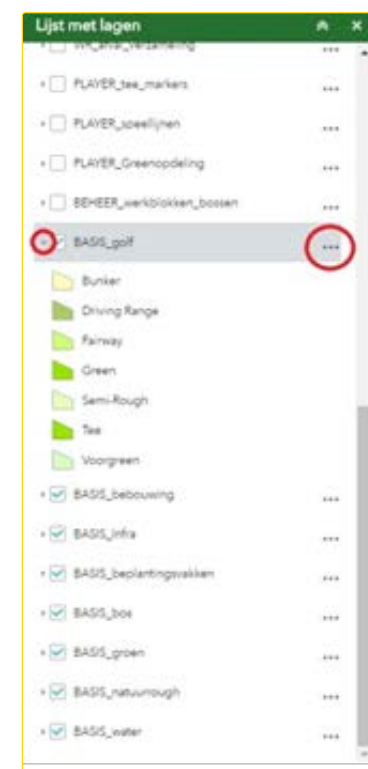 Lijst met lagen
PLAYER_tee_markers
PLAYER_speellijnen
PLAYER_Greenopdeling
BEHEER_werkblokken_bossen
BASIS_golf
Bunker
Driving Range
Fairway
Green
Semi-Rough
Tee
Voorgreen
BASIS_bebouwing
BASIS_infra
BASIS_beplantingsvakken
BASIS_bos
BASIS_groen
BASIS_natuurrough
BASIS_water